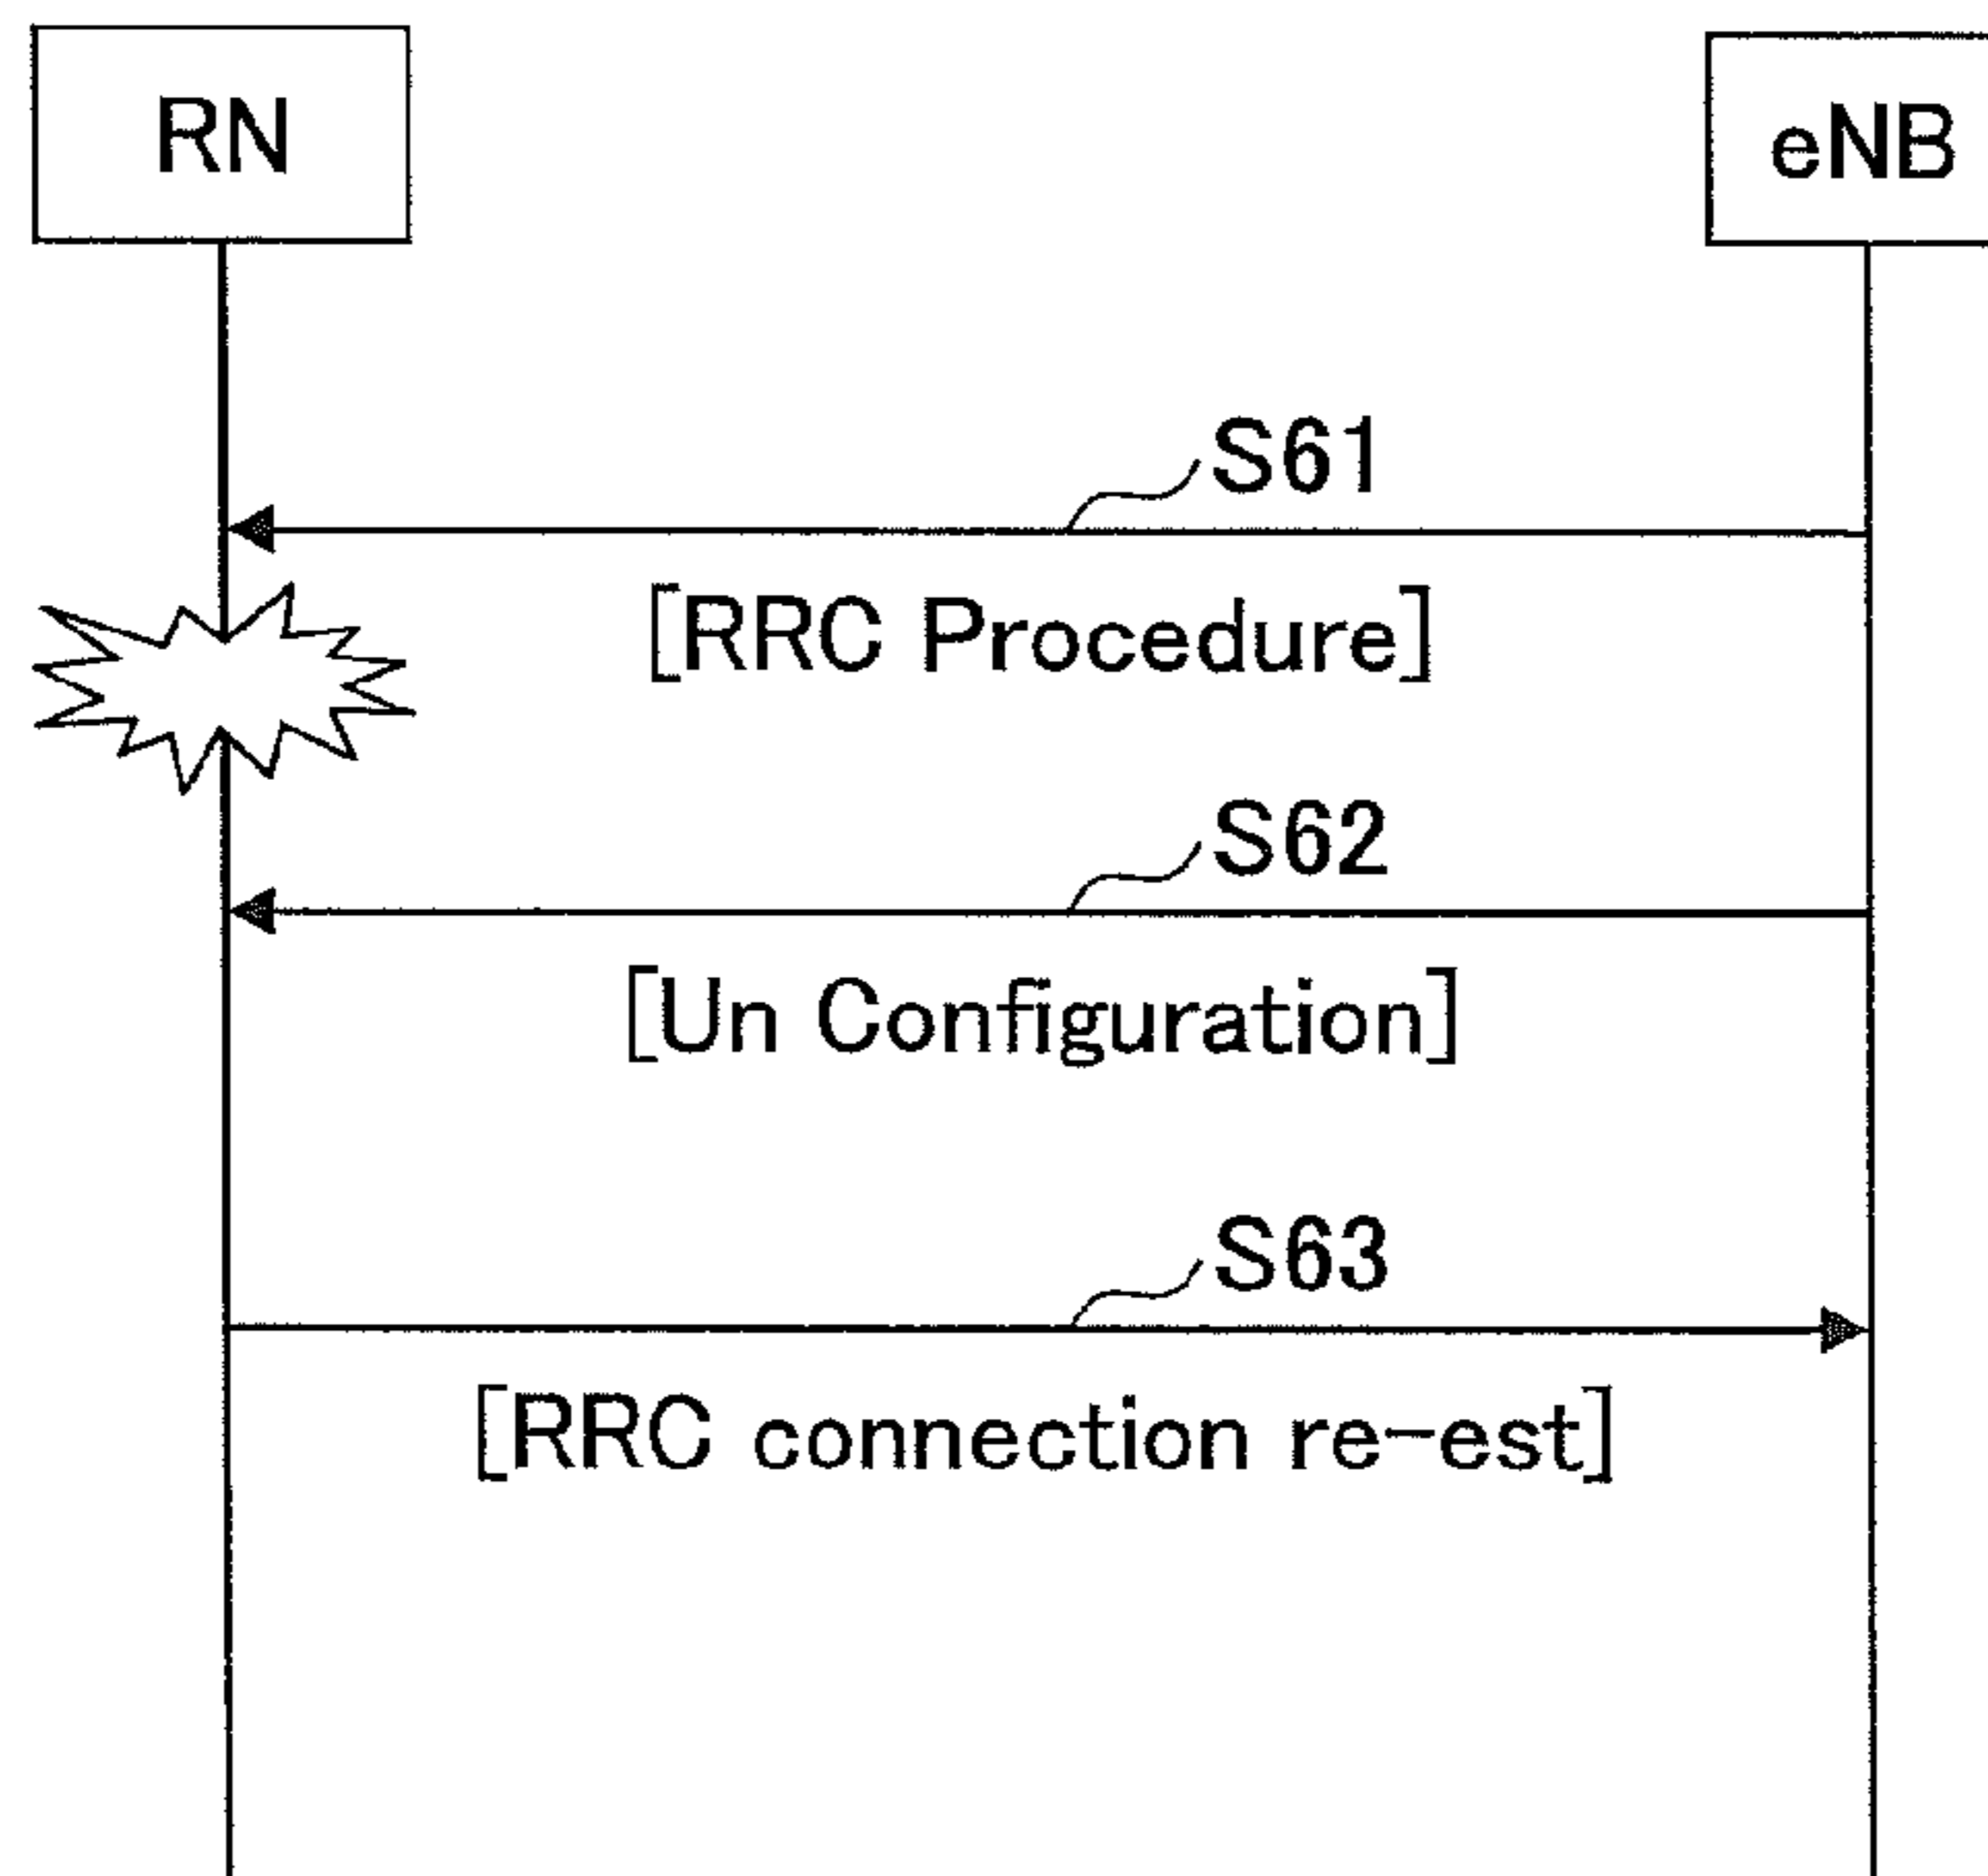 RN
eNB
S61
[RRC Procedure]
S62
[Un Configuration]
S63
[RRC connection re-est]